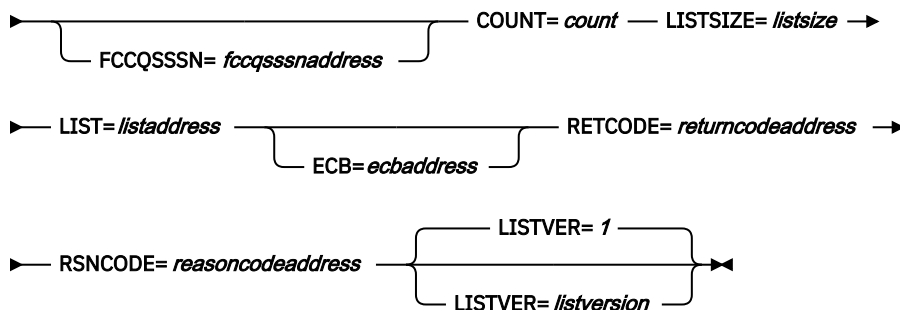 COUNT= count LISTSIZE= listsize
FCCQSSSN= fccqsssnaddress
LIST=listaddress RETCODE= returncodeaddress
ECB=ecbaddress
LISTVER= 1
RSNCODE= reasoncodeaddress
LISTVER= listversion